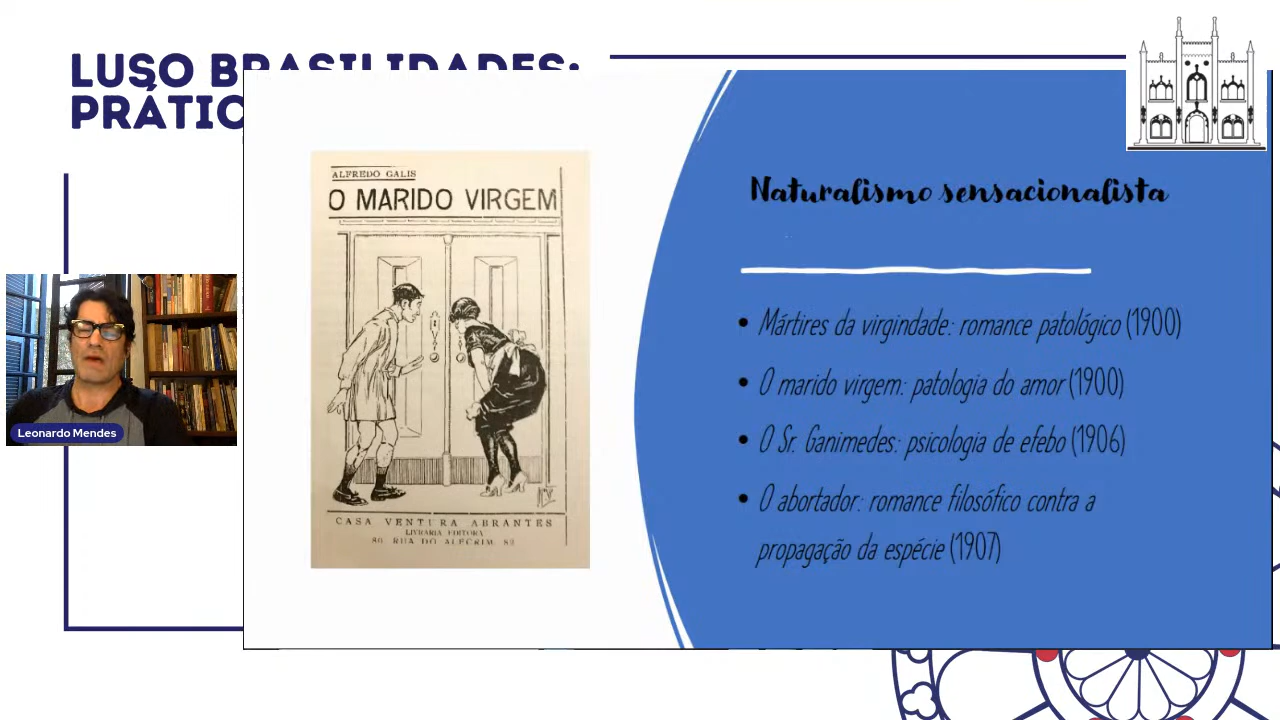 LUSO BRASILIDADES:
PRÁTIC
ALFREDO GALIS
O MARIDO VIRGEM
CASA VENTURA ABRANTES
LIVRARIA EDITORA
80, RUA DO ALECRIM, 82
Leonardo Mendes
Naturalismo sensacionalista
• Mártires da virgindade: romance patológico (1900)
• O marido virgem: patologia do amor (1900)
• O Sr. Ganimedes: psicologia de efebo (1906)
• O abortador: romance filosófico contra a
propagação da espécie (1907)